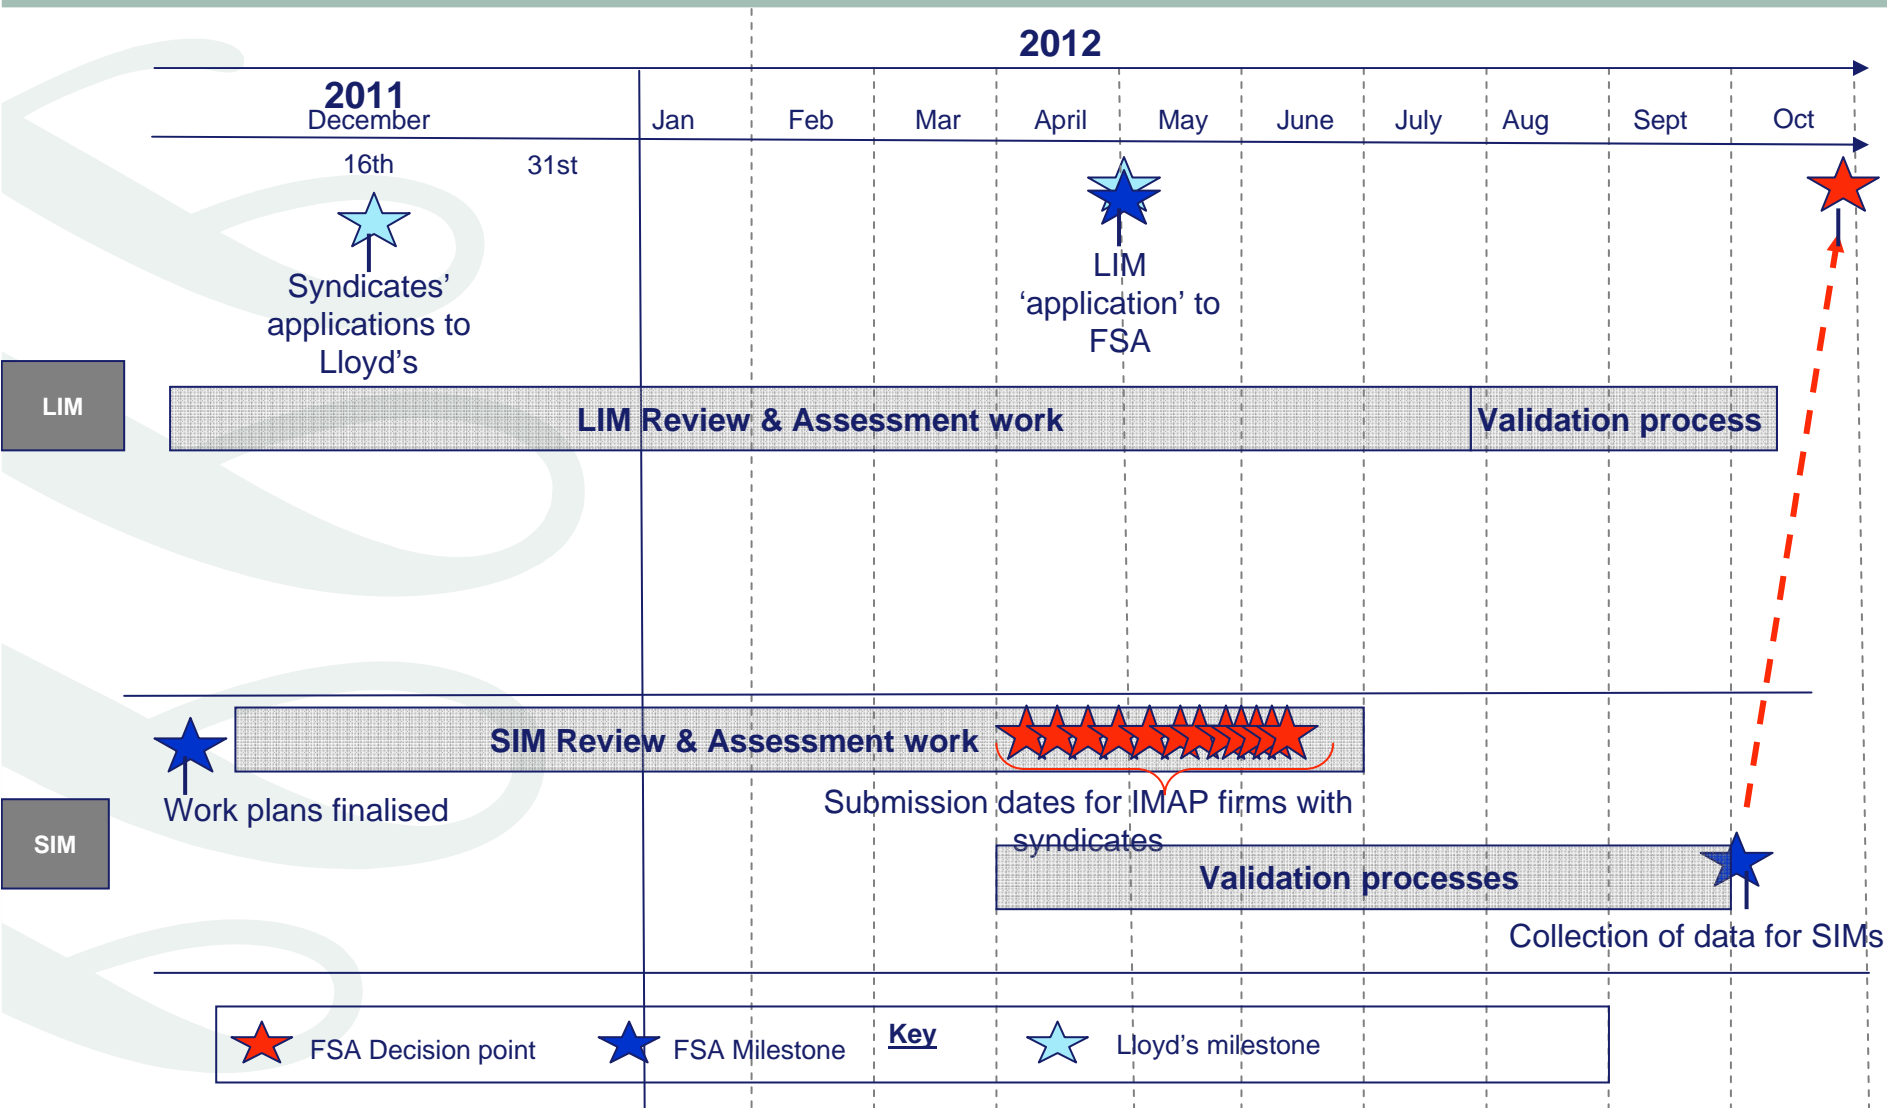 2012
2011
December
Jan
Feb
Mar
April
May
June
July
Aug
Sept
Oct
16th
31st
Syndicates’
applications to
Lloyd’s
LIM
‘application’ to
FSA
LIM
LIM Review & Assessment work
Validation process
SIM Review & Assessment work
Work plans finalised
Submission dates for IMAP firms with
syndicates
SIM
Validation processes
Collection of data for SIMs
Key
FSA Decision point
FSA Milestone
Lloyd’s milestone